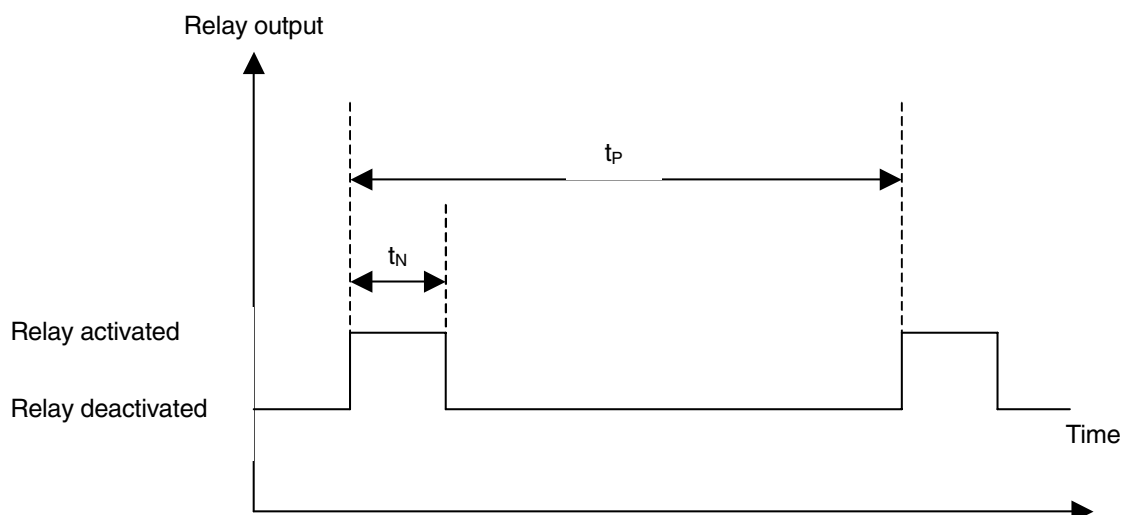 Relay output
tP
tN
Relay activated
Relay deactivated
Time